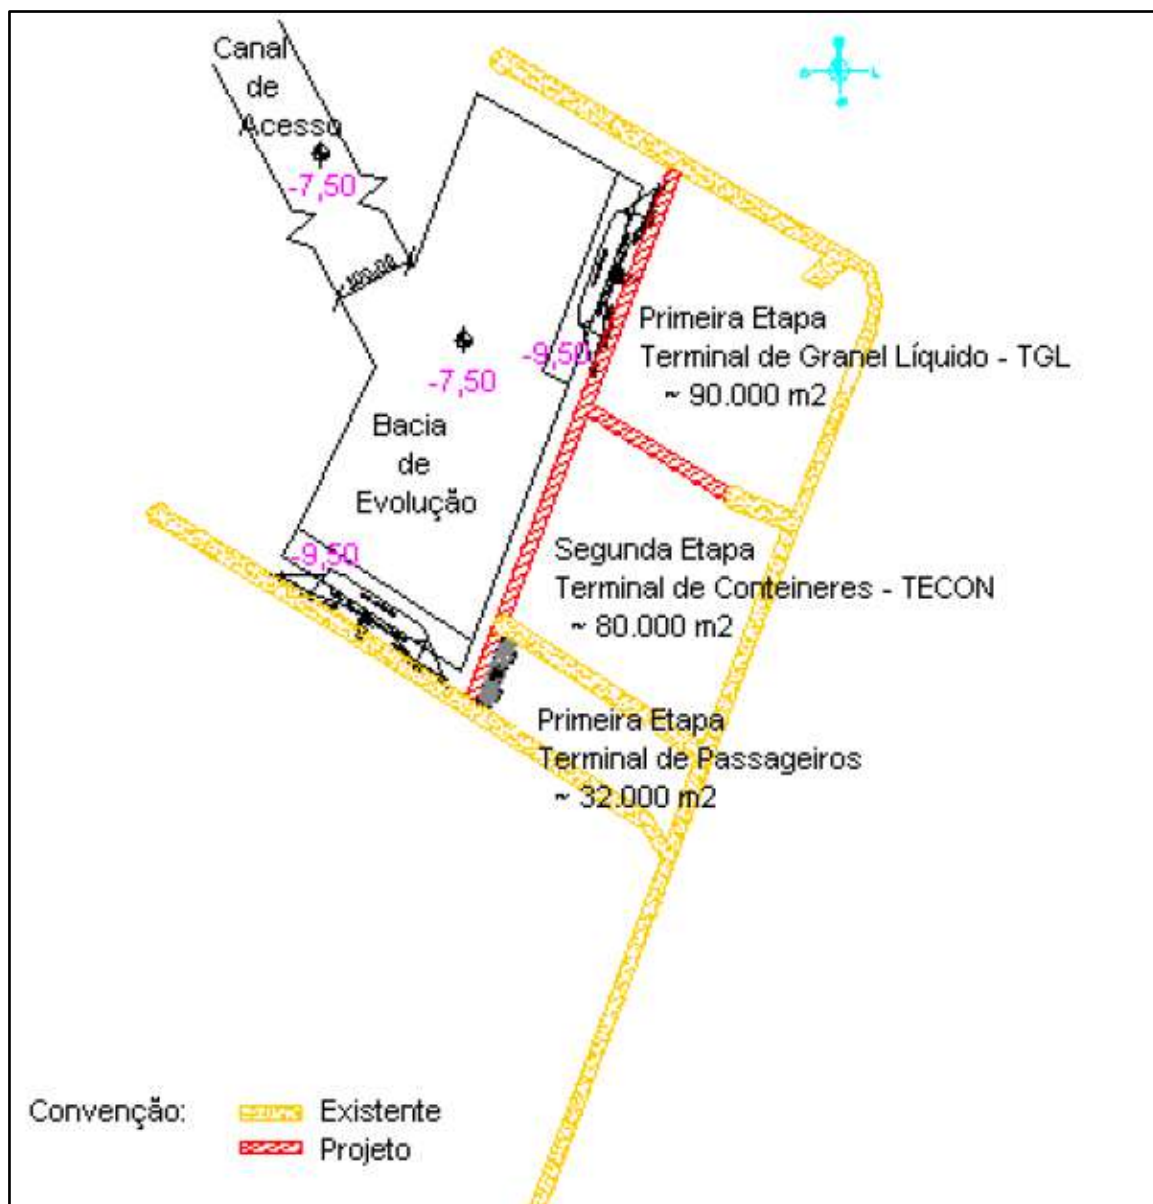 Canal
de
Acesso
-7,50
100.00
L
Primeira Etapa
Terminal de Granel Líquido - TGL
~ 90.000 m2
-9,50
-7,50
Bacia
de
Evolução
-9,50
Segunda Etapa
Terminal de Conteineres - TECON
~ 80.000 m2
Primeira Etapa
Terminal de Passageiros
~ 32.000 m2
Convenção:
Existente
Projeto